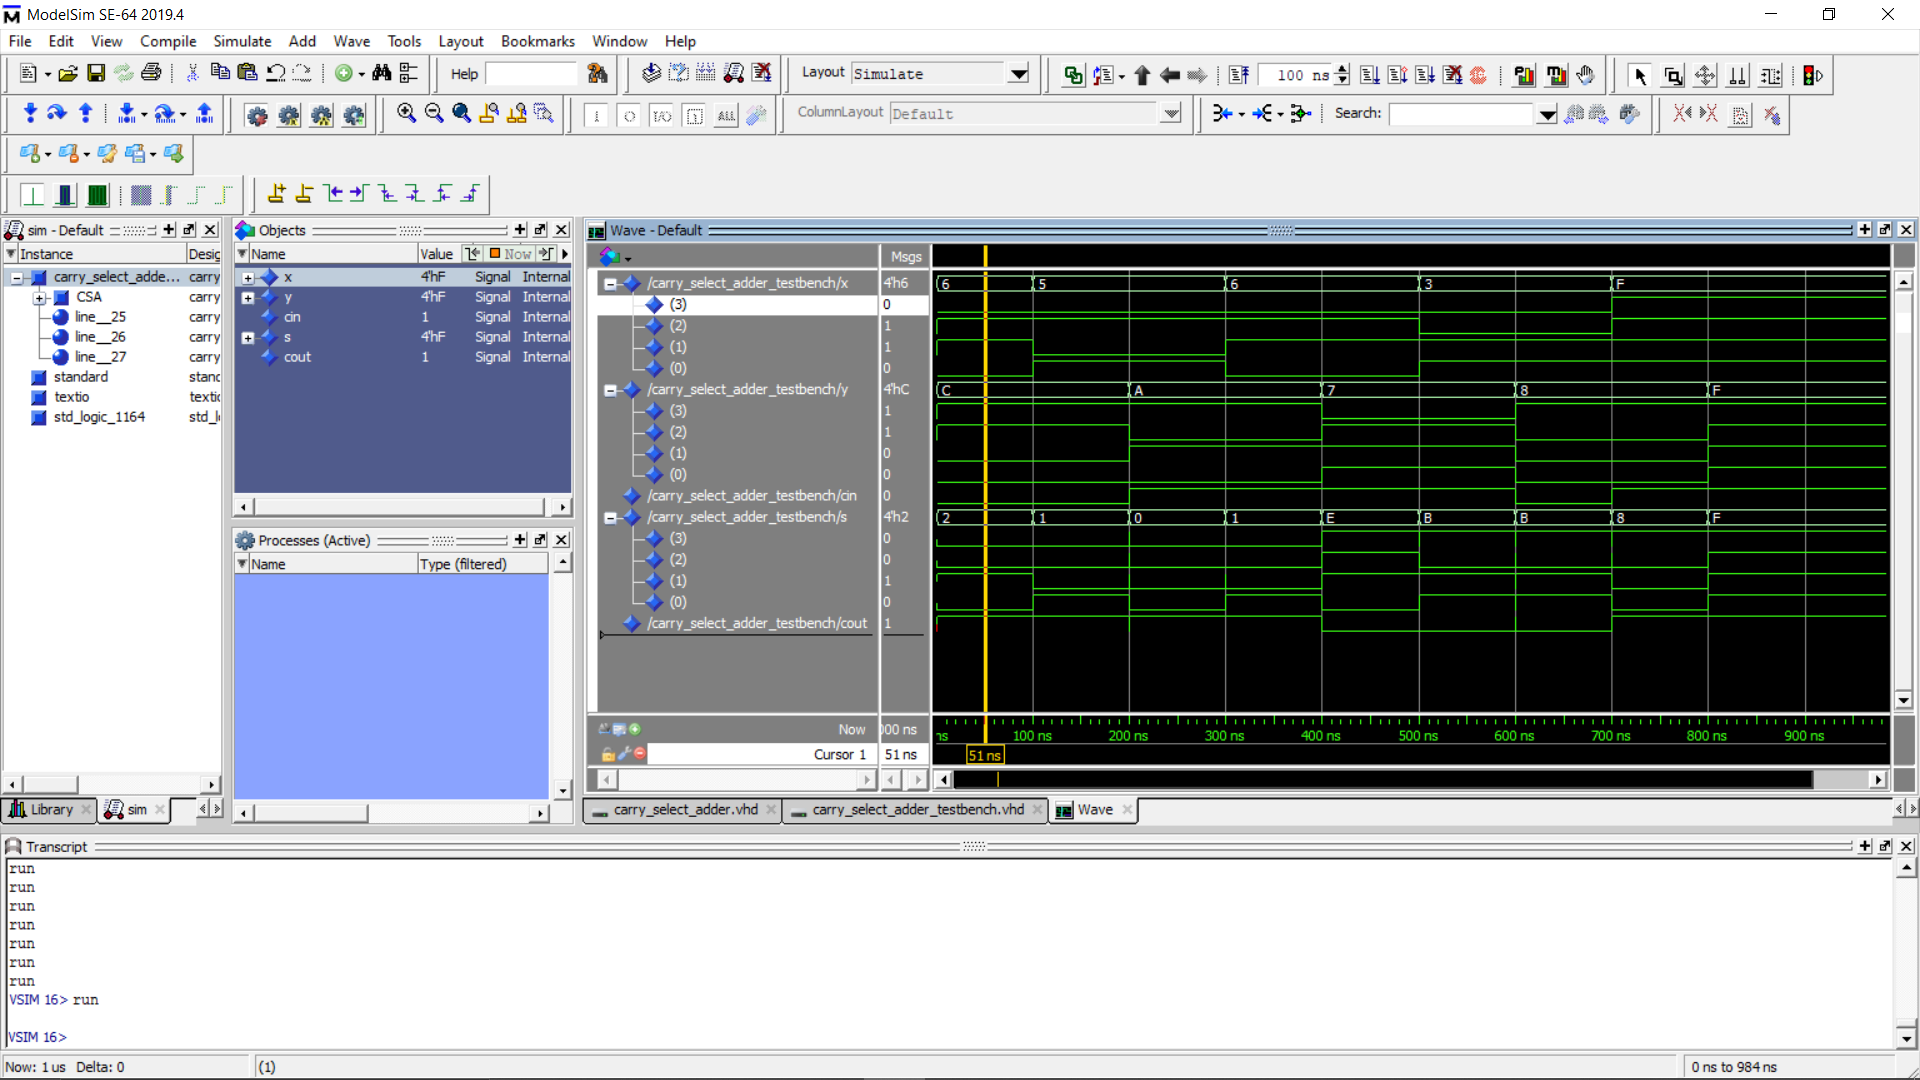 ModelSim SE-64 2019.4
File Edit View Compile Simulate Add Wave Tools Layout Bookmarks Window Help
Help
Layout Simulate
100 ns
ColumnLayout Default
Search:
sim - Default
Instance Desig
carry_select_adde... carry
CSA carry
line__25 carry
line__26 carry
line__27 carry
standard stand
textio textio
std_logic_1164 std_l
Library
sim
Objects
Name Value Now
x 4'hF Signal Internal
y 4'hF Signal Internal
cin 1 Signal Internal
s 4'hF Signal Internal
cout 1 Signal Internal
Processes (Active)
Name Type (filtered)
Wave - Default
Msgs
/carry_select_adder_testbench/x 4'h6 6 5 6 3 F
(3) 0
(2) 1
(1) 1
(0) 0
/carry_select_adder_testbench/y 4'hC C A 7 8 F
(3) 1
(2) 1
(1) 0
(0) 0
/carry_select_adder_testbench/cin 0
/carry_select_adder_testbench/s 4'h2 2 1 0 1 E B B 8 F
(3) 0
(2) 0
(1) 1
(0) 0
/carry_select_adder_testbench/cout 1
Now 000 ns ns 100 ns 200 ns 300 ns 400 ns 500 ns 600 ns 700 ns 800 ns 900 ns
Cursor 1 51 ns 51 ns
carry_select_adder.vhd
carry_select_adder_testbench.vhd
Wave
Transcript
run
run
run
run
run
run
run
VSIM 16> run
VSIM 16>
Now: 1 us Delta: 0
(1)
0 ns to 984 ns